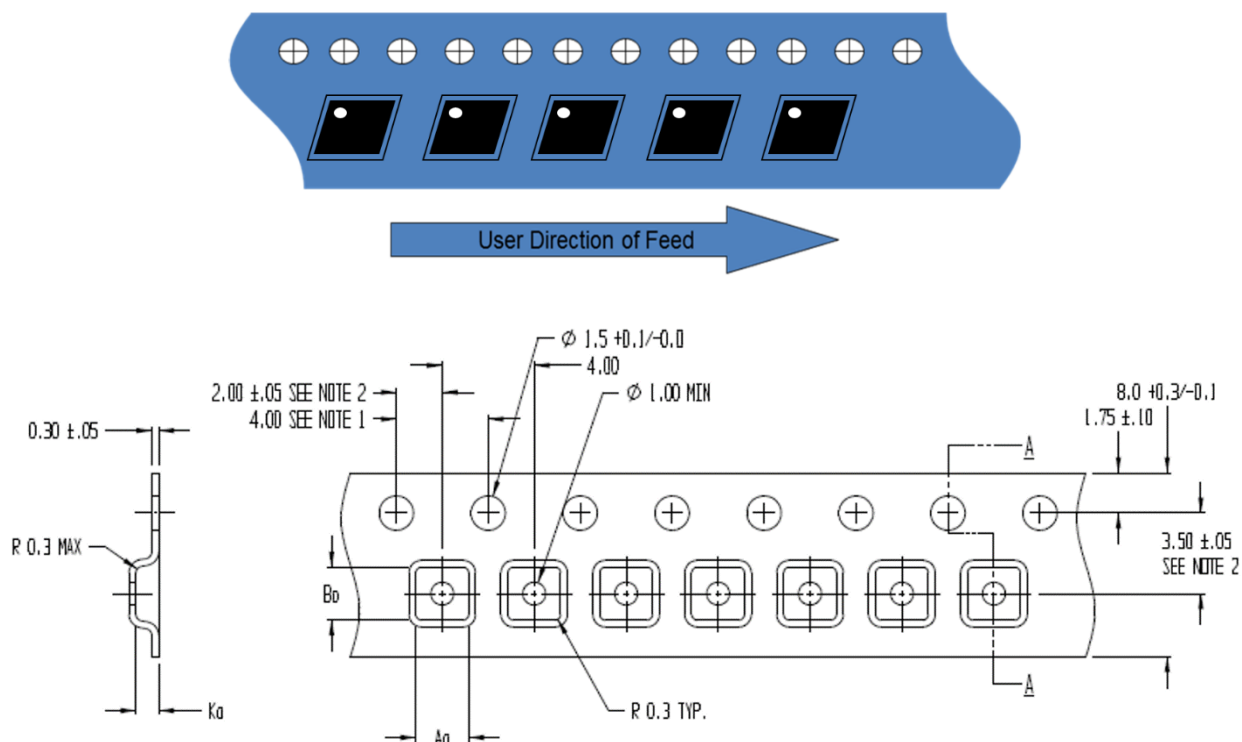 User Direction of Feed
Ø 1.5 +0.1/-0.0
4.00
2.00 ±.05 SEE NOTE 2
Ø 1.00 MIN
4.00 SEE NOTE 1
8.0 +0.3/-0.1
1.75 ±.10
0.30 ±.05
A
R 0.3 MAX
3.50 ±.05
SEE NOTE 2
Bo
A
Ko
R 0.3 TYP.
Ao